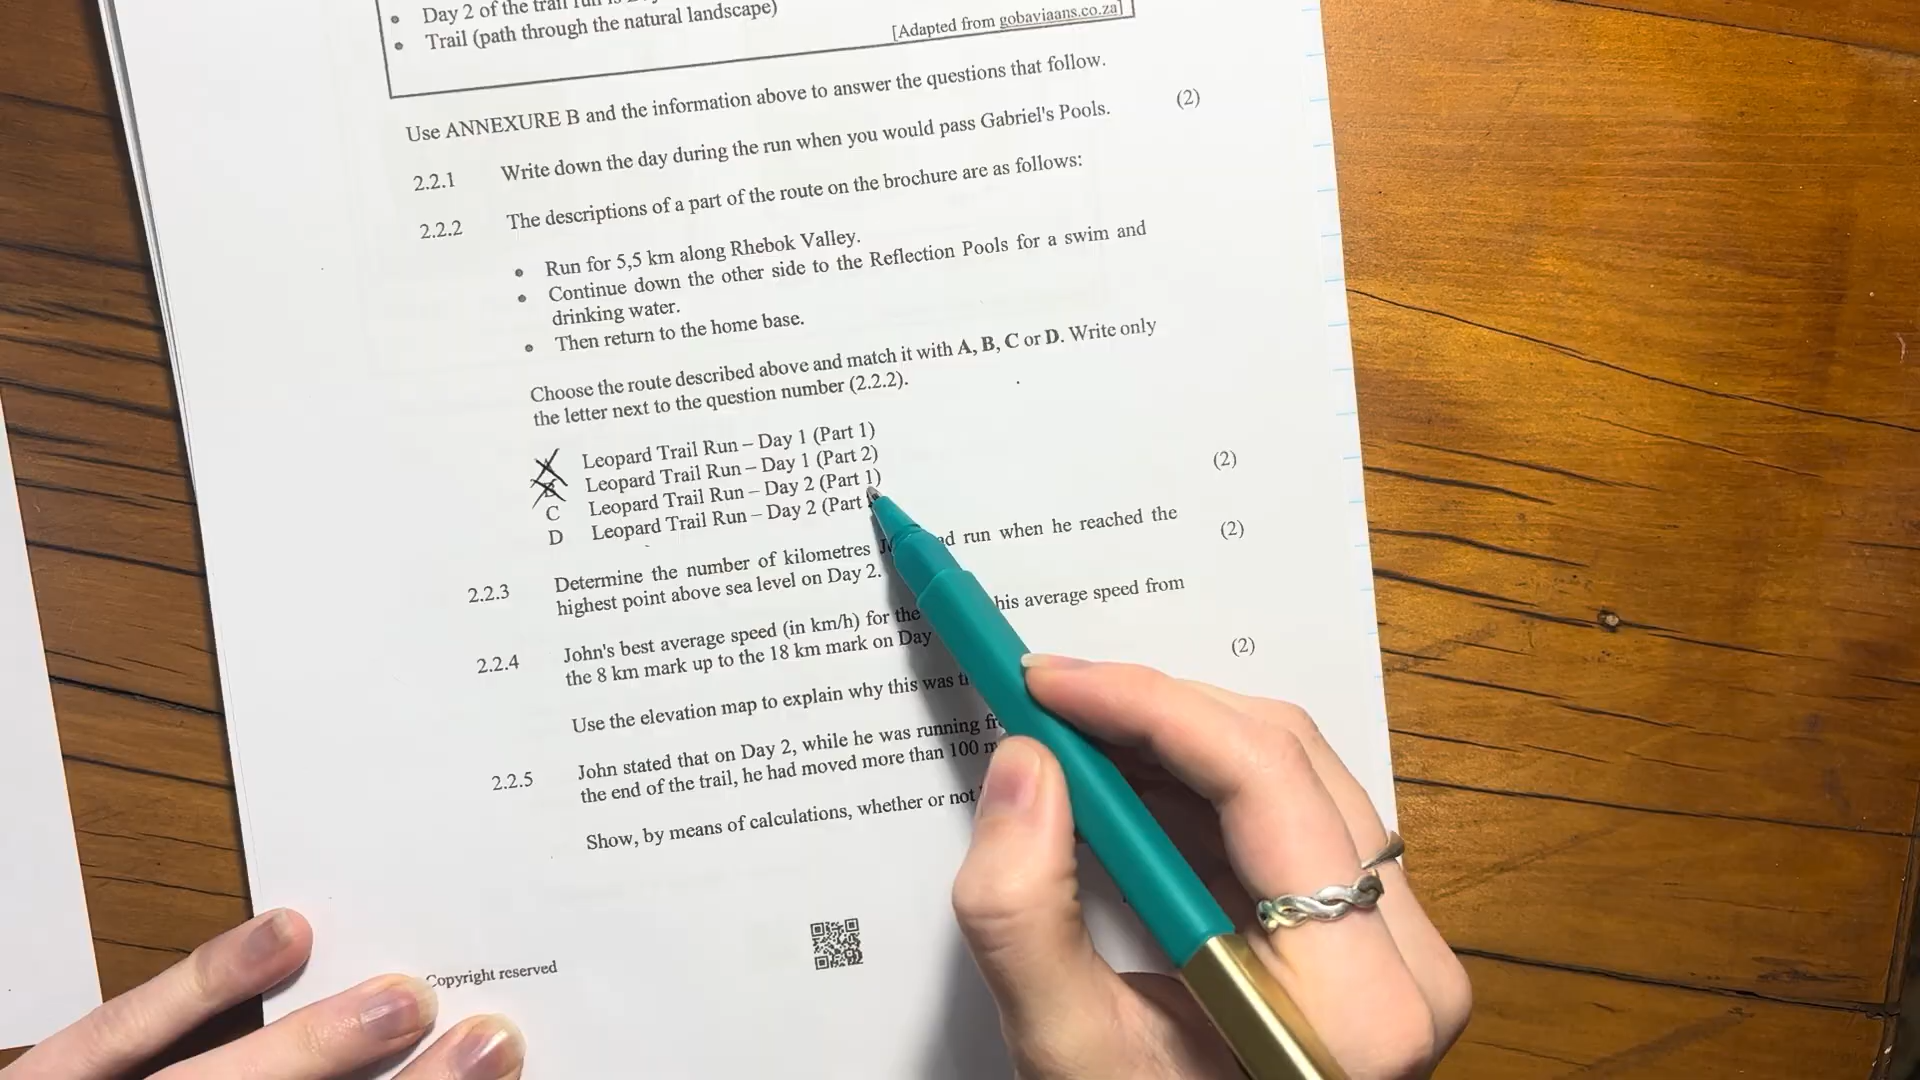 Day 2 of the trail run is
Trail (path through the natural landscape)
[Adapted from gobaviaans.co.za]
Use ANNEXURE B and the information above to answer the questions that follow.
2.2.1 Write down the day during the run when you would pass Gabriel's Pools. (2)
2.2.2 The descriptions of a part of the route on the brochure are as follows:
• Run for 5,5 km along Rhebok Valley.
• Continue down the other side to the Reflection Pools for a swim and
drinking water.
• Then return to the home base.
Choose the route described above and match it with A, B, C or D. Write only
the letter next to the question number (2.2.2).
A Leopard Trail Run – Day 1 (Part 1)
B Leopard Trail Run – Day 1 (Part 2)
C Leopard Trail Run – Day 2 (Part 1)
D Leopard Trail Run – Day 2 (Part (2)
2.2.3 Determine the number of kilometres run when he reached the
highest point above sea level on Day 2. (2)
2.2.4 John's best average speed (in km/h) for the his average speed from
the 8 km mark up to the 18 km mark on Day
Use the elevation map to explain why this was (2)
2.2.5 John stated that on Day 2, while he was running
the end of the trail, he had moved more than 100
Show, by means of calculations, whether or not
Copyright reserved